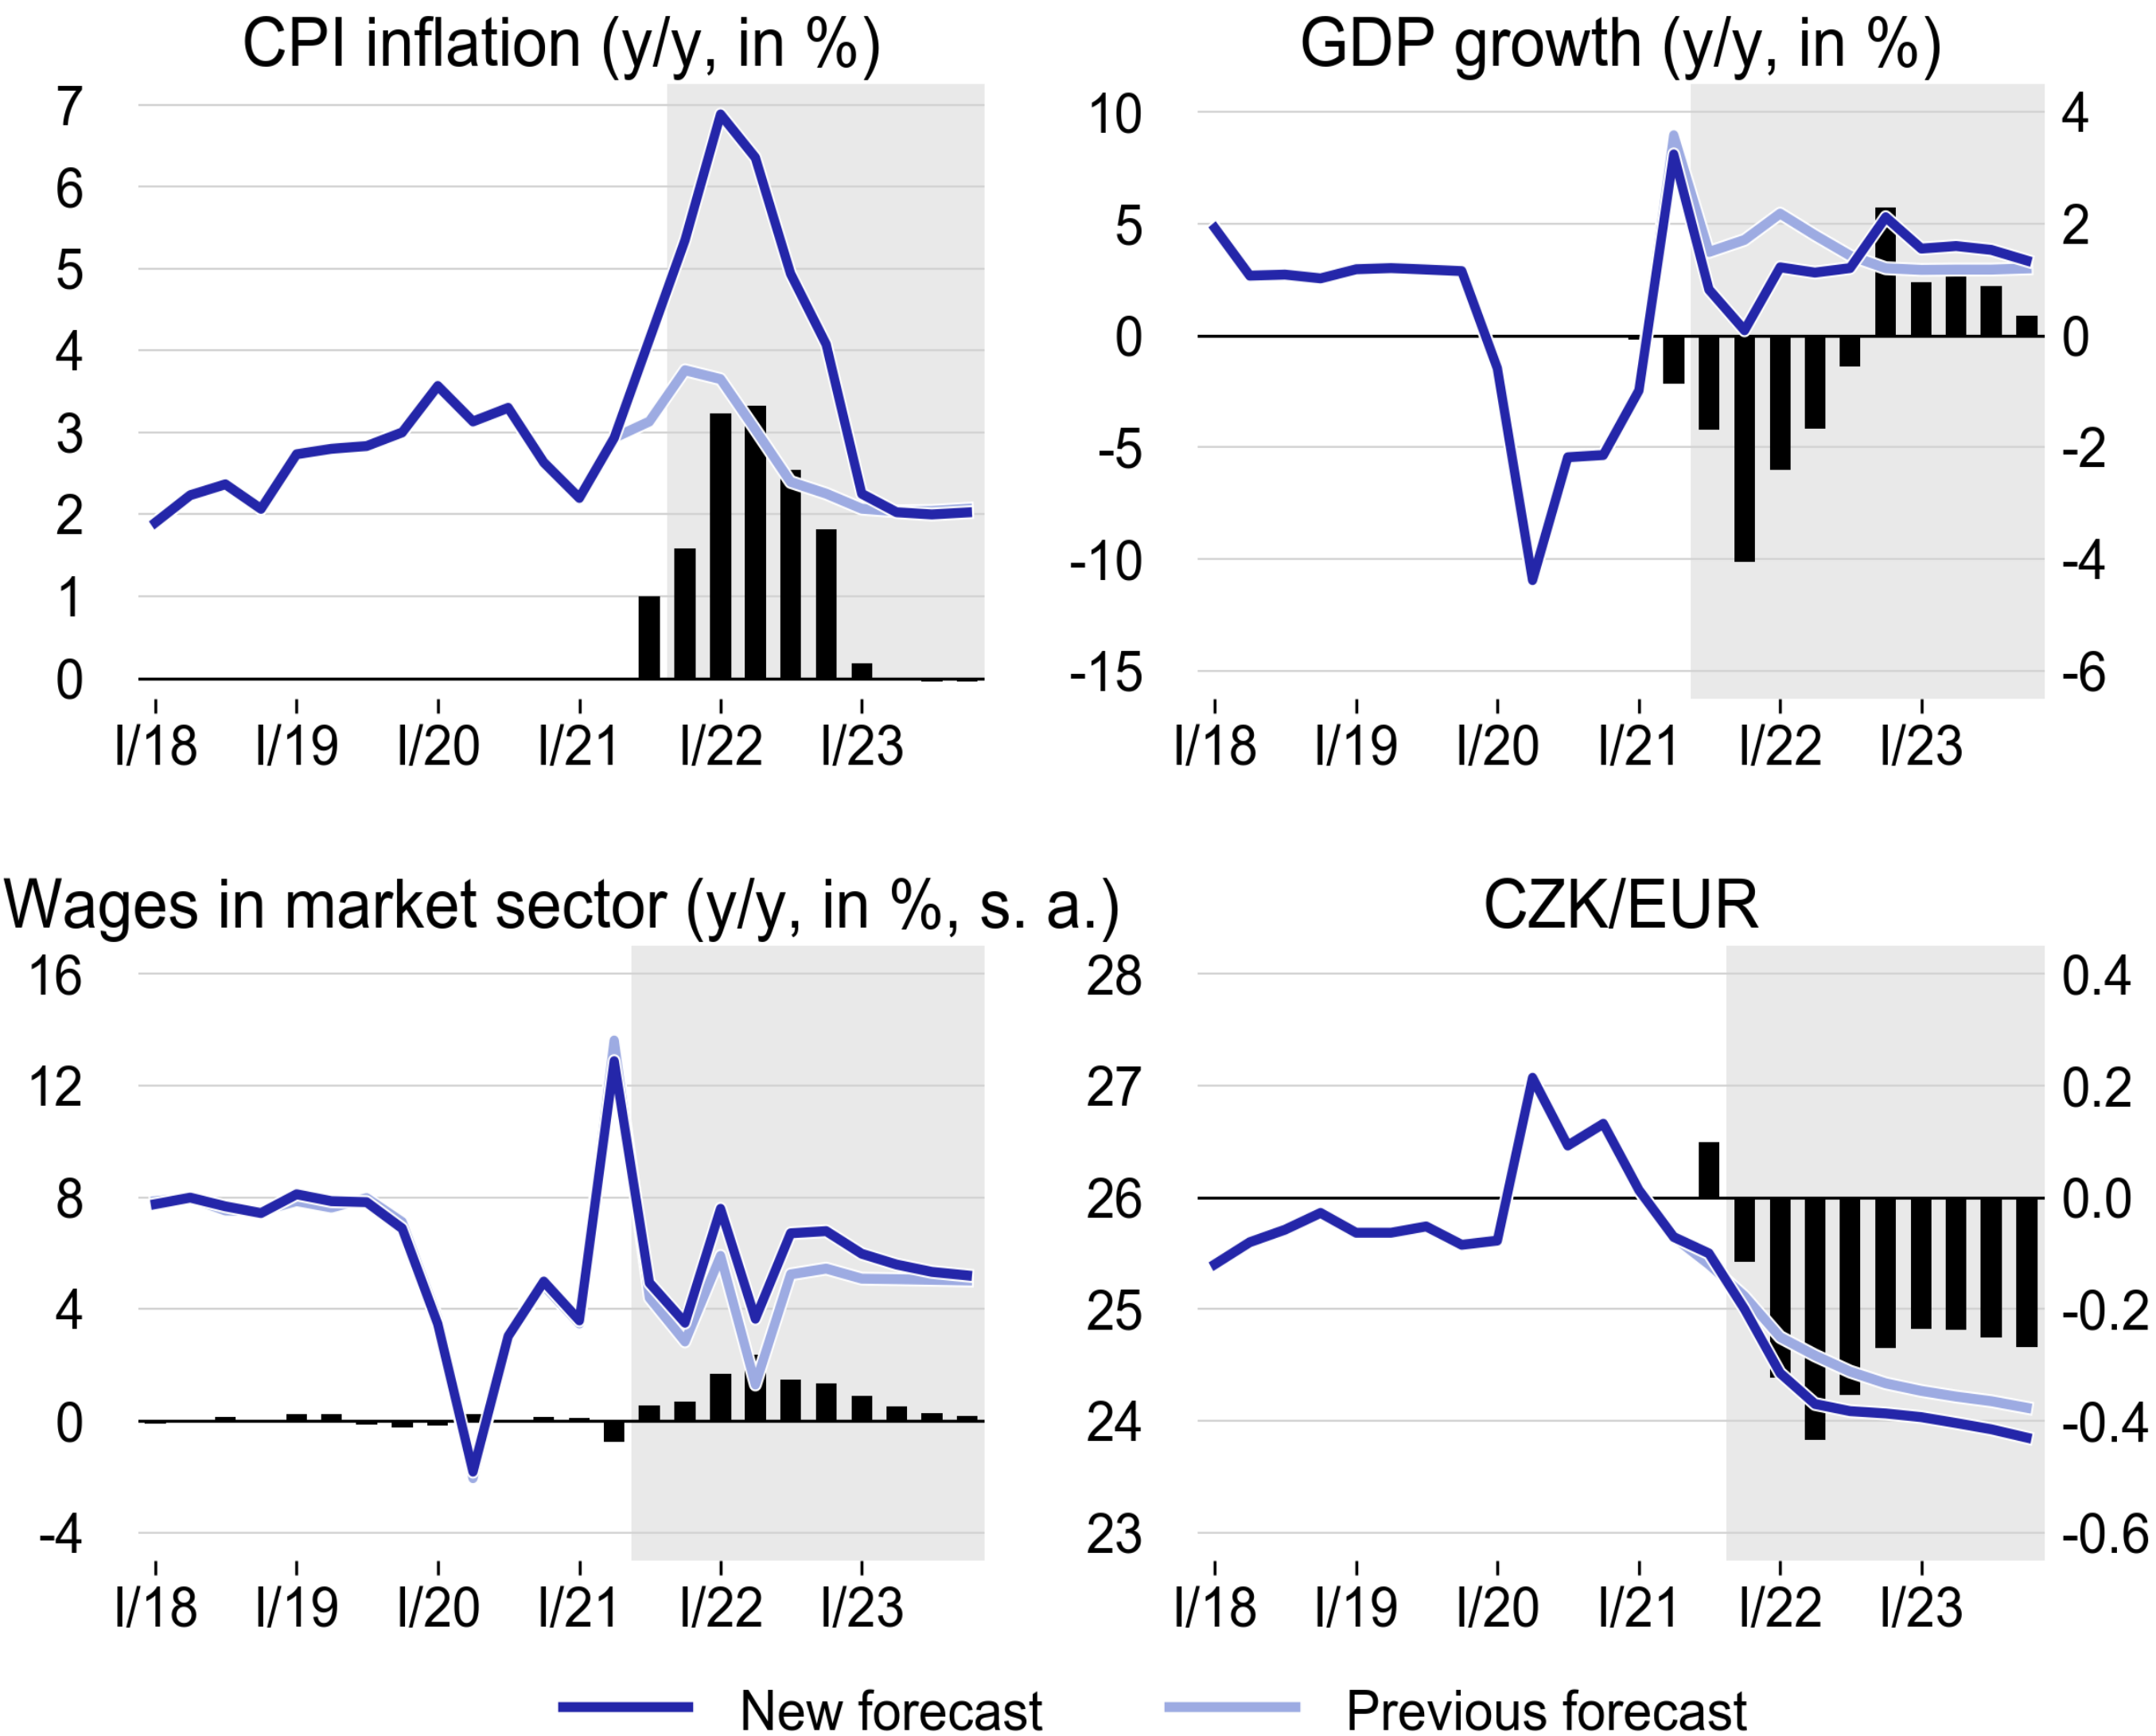 CPI inflation (y/y, in %)
7
6
5
4
3
2
1
0
I/18 I/19 I/20 I/21 I/22 I/23
GDP growth (y/y, in %)
10 4
5 2
0 0
-5 -2
-10 -4
-15 -6
I/18 I/19 I/20 I/21 I/22 I/23
Wages in market sector (y/y, in %, s. a.)
16
12
8
4
0
-4
I/18 I/19 I/20 I/21 I/22 I/23
CZK/EUR
28 0.4
27 0.2
26 0.0
25 -0.2
24 -0.4
23 -0.6
I/18 I/19 I/20 I/21 I/22 I/23
New forecast Previous forecast